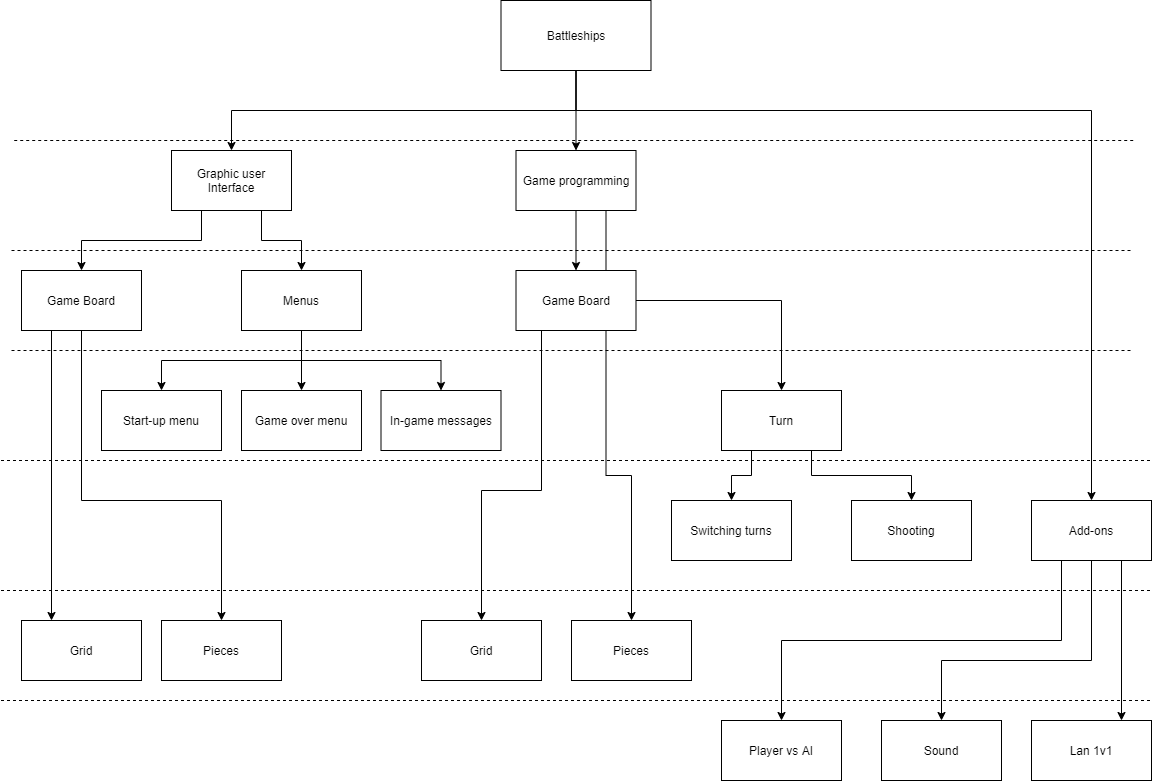 Battleships
Graphic user
Interface
Game programming
Game Board
Menus
Game Board
Start-up menu
Game over menu
In-game messages
Turn
Switching turns
Shooting
Add-ons
Grid
Pieces
Grid
Pieces
Player vs AI
Sound
Lan 1v1